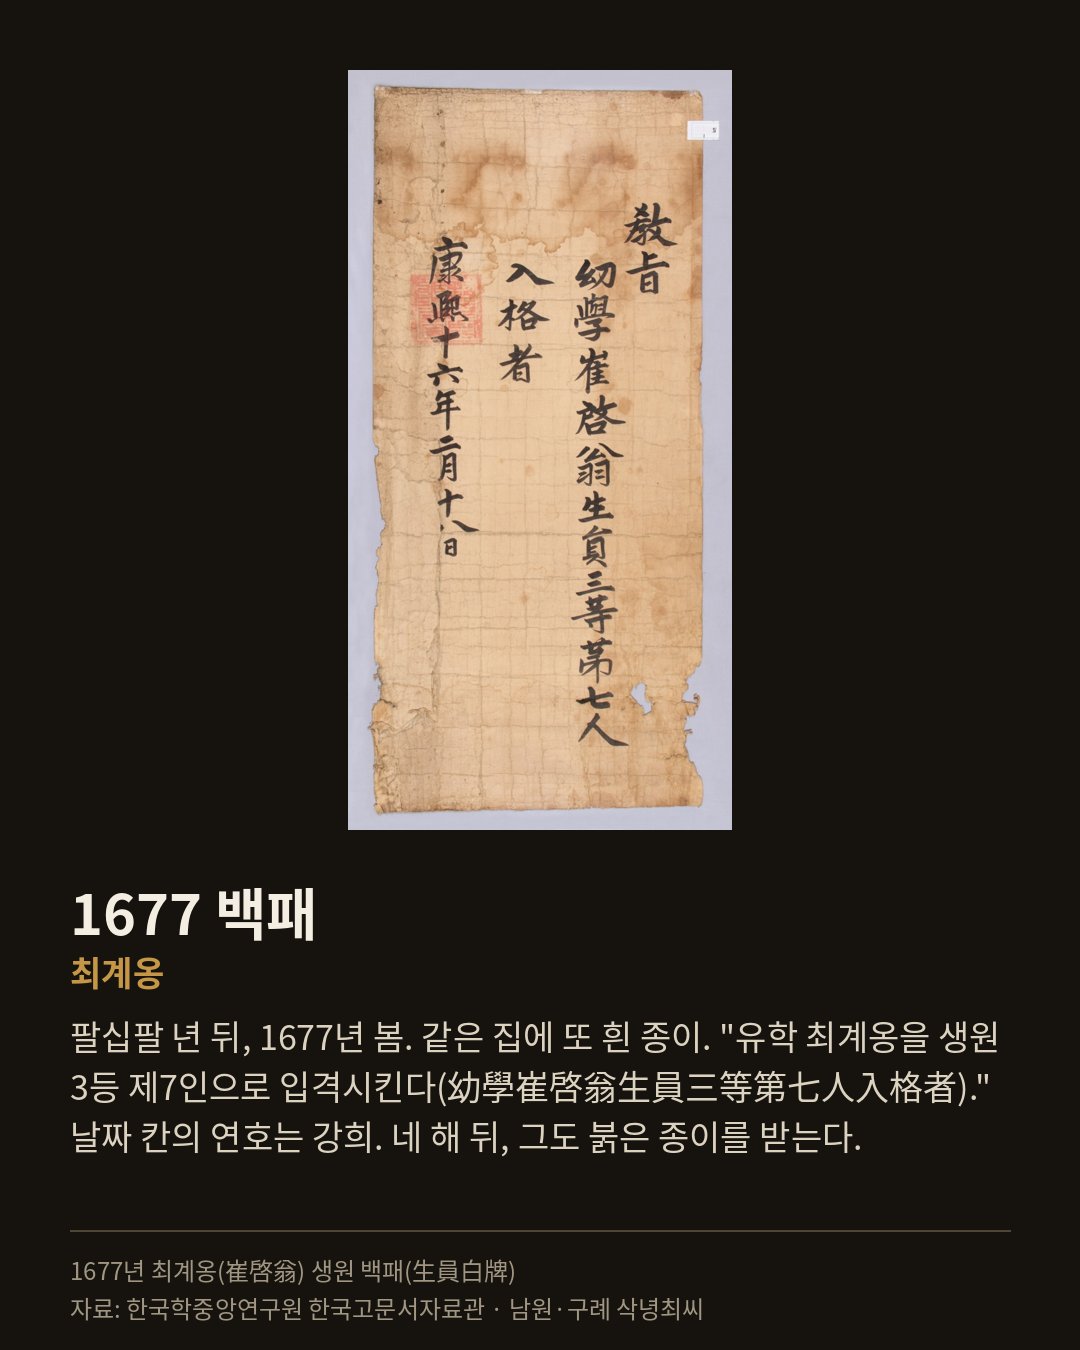 敎旨
幼學崔啓翁生員三等第七人
入格者
康熙十六年二月十八日
1677 백패
최계옹
팔십팔 년 뒤, 1677년 봄. 같은 집에 또 흰 종이. "유학 최계옹을 생원
3등 제7인으로 입격시킨다(幼學崔啓翁生員三等第七人入格者)."
날짜 칸의 연호는 강희. 네 해 뒤, 그도 붉은 종이를 받는다.
1677년 최계옹(崔啓翁) 생원 백패(生員白牌)
자료: 한국학중앙연구원 한국고문서자료관 · 남원·구례 삭녕최씨